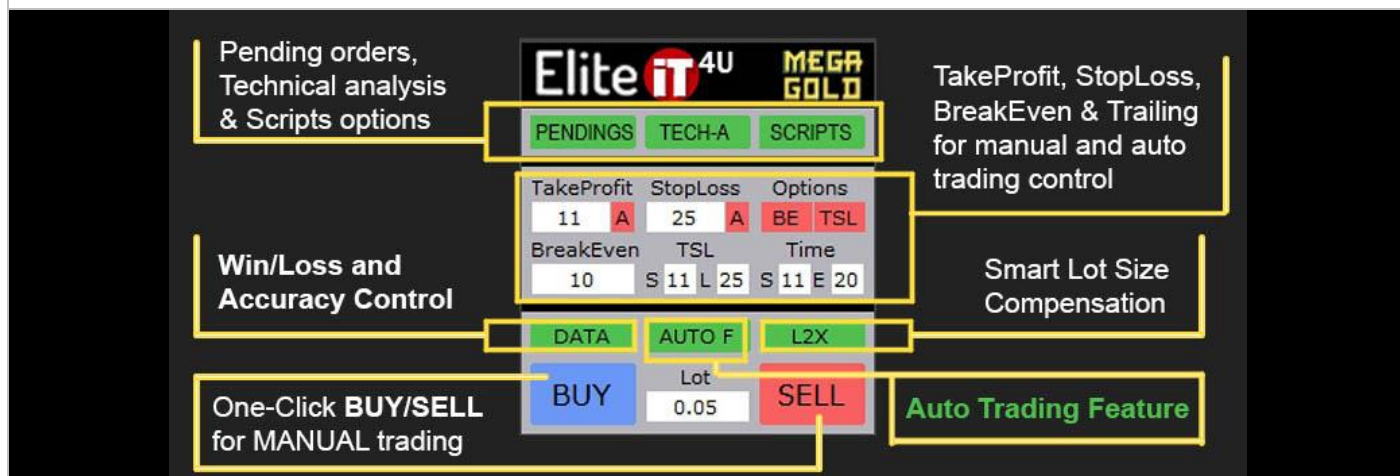 Pending orders,
Technical analysis
& Scripts options
Elite iT 4U MEGA GOLD
PENDINGS TECH-A SCRIPTS
TakeProfit, StopLoss,
BreakEven & Trailing
for manual and auto
trading control
TakeProfit StopLoss Options
11 A 25 A BE TSL
BreakEven TSL Time
10 S 11 L 25 S 11 E 20
Win/Loss and
Accuracy Control
Smart Lot Size
Compensation
DATA AUTO F L2X
BUY Lot SELL
0.05
One-Click BUY/SELL
for MANUAL trading
Auto Trading Feature